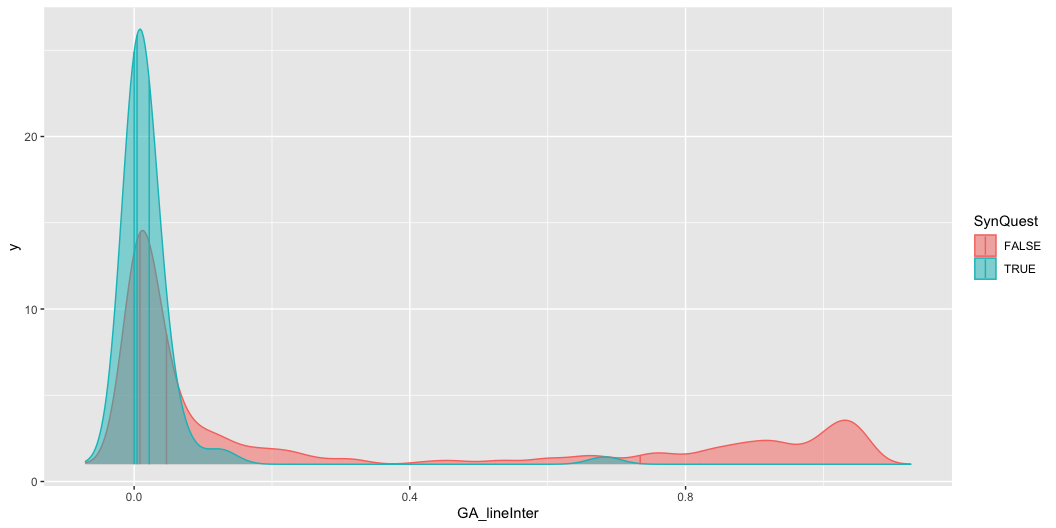 20
10
0
y
0.0
0.4
0.8
GA_lineInter
SynQuest
FALSE
TRUE